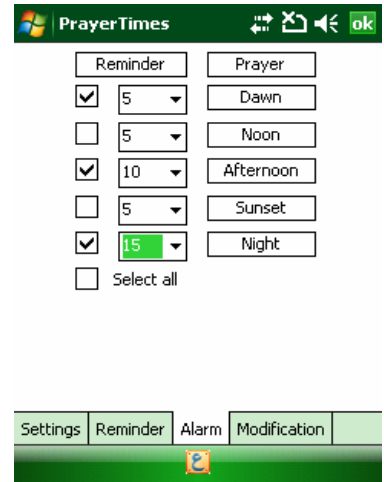 PrayerTimes ok
Reminder Prayer
5 Dawn
5 Noon
10 Afternoon
5 Sunset
15 Night
Select all
Settings Reminder Alarm Modification
ع